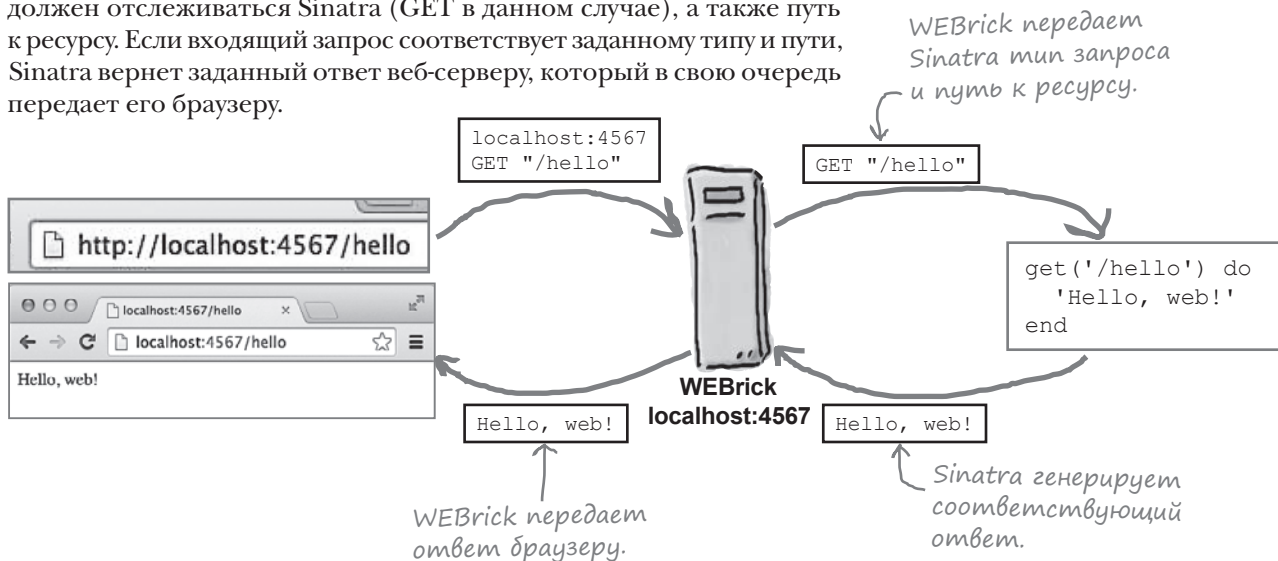 должен отслеживаться Sinatra (GET в данном случае), а также путь
к ресурсу. Если входящий запрос соответствует заданному типу и пути,
Sinatra вернет заданный ответ веб-серверу, который в свою очередь
передает его браузеру.
WEBrick передает
Sinatra тип запроса
и путь к ресурсу.
localhost:4567
GET "/hello"
GET "/hello"
http://localhost:4567/hello
localhost:4567/hello
localhost:4567/hello
Hello, web!
get('/hello') do
'Hello, web!'
end
WEBrick
localhost:4567
Hello, web!
Hello, web!
WEBrick передает
ответ браузеру.
Sinatra генерирует
соответствующий
ответ.